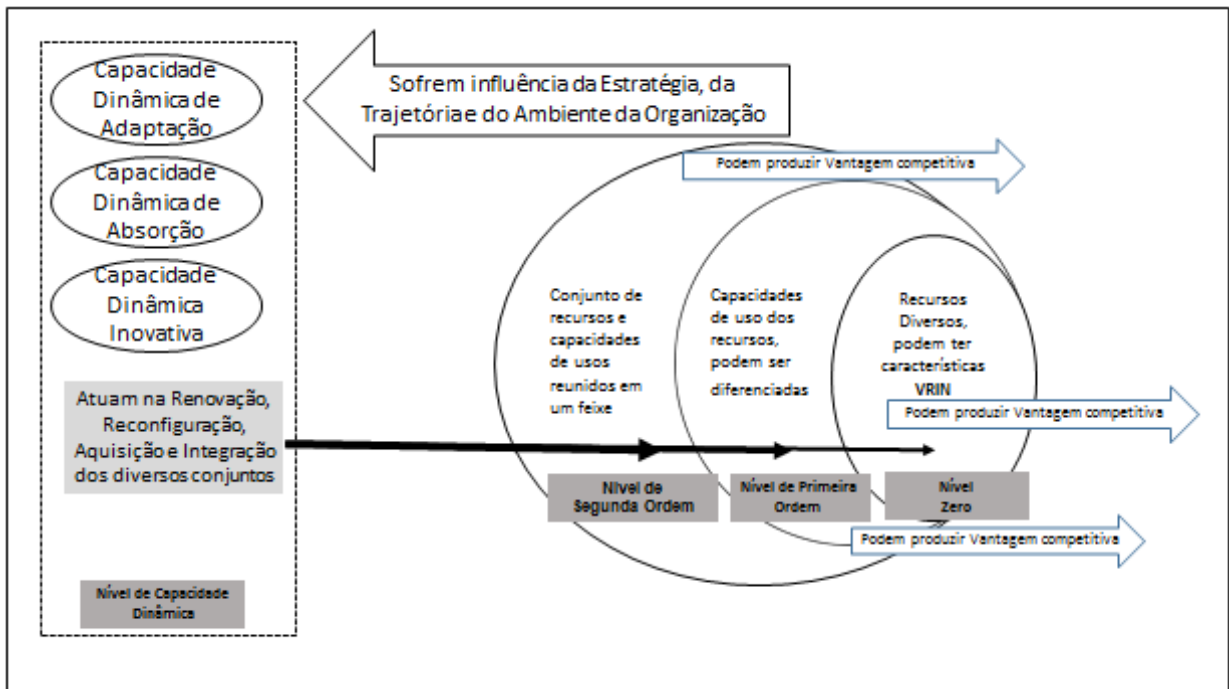 Capacidade
Dinâmica de
Adaptação
Capacidade
Dinâmica de
Absorção
Capacidade
Dinâmica
Inovativa
Atuam na Renovação,
Reconfiguração,
Aquisição e Integração
dos diversos conjuntos
Nível de Capacidade
Dinâmica
Sofrem influência da Estratégia, da
Trajetória e do Ambiente da Organização
Podem produzir Vantagem competitiva
Conjunto de
recursos e
capacidades
de usos
reunidos em
um feixe
Capacidades
de uso dos
recursos,
podem ser
diferenciadas
Recursos
Diversos,
podem ter
características
VRIN
Podem produzir Vantagem competitiva
Nível de
Segunda Ordem
Nível de Primeira
Ordem
Nível
Zero
Podem produzir Vantagem competitiva